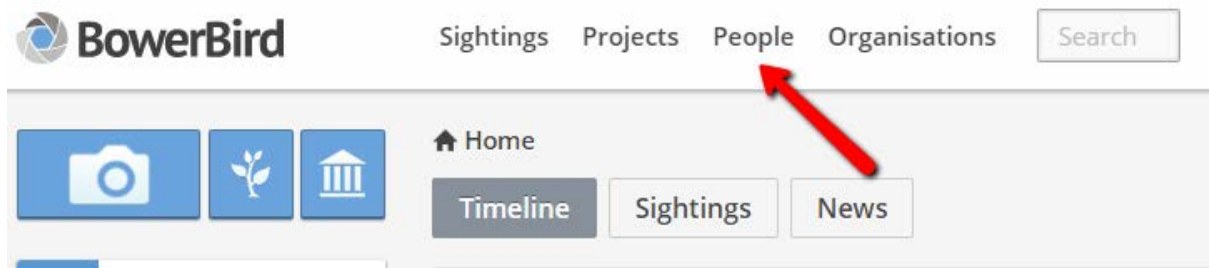 BowerBird Sightings Projects People Organisations Search
Home
Timeline Sightings News